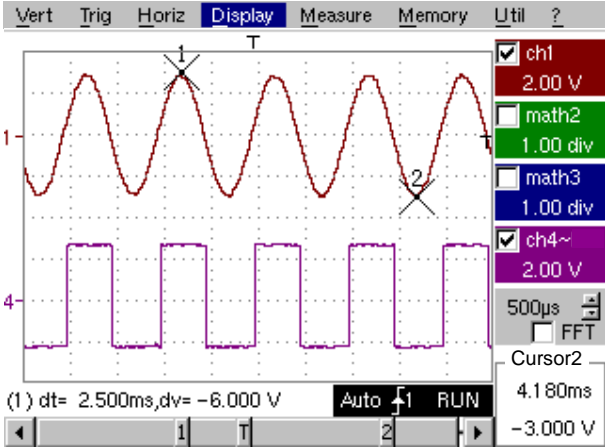 Vert Trig Horiz Display Measure Memory Util ?
T
1
2
1-
T
4-
ch1
2.00 V
math2
1.00 div
math3
1.00 div
ch4~
2.00 V
500µs
FFT
Cursor2
4.180ms
-3.000 V
(1) dt= 2.500ms,dv= -6.000 V Auto 1 RUN
1 T 2